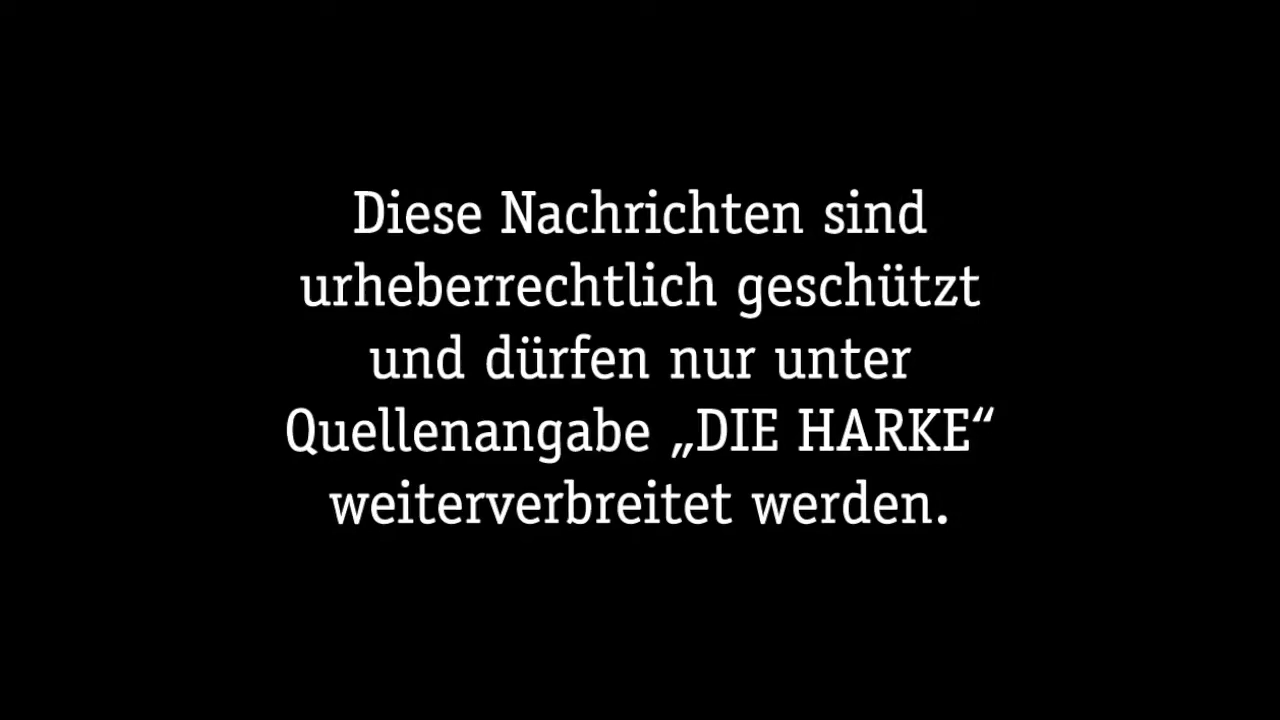 Diese Nachrichten sind
urheberrechtlich geschützt
und dürfen nur unter
Quellenangabe „DIE HARKE“
weiterverbreitet werden.